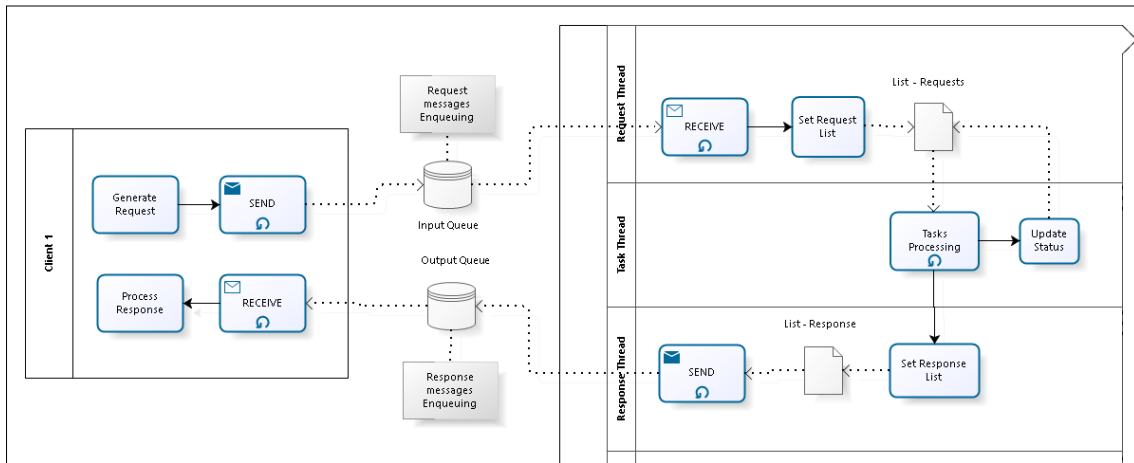 Client 1
Generate
Request
SEND
Process
Response
RECEIVE
Request
messages
Enqueuing
Input Queue
Output Queue
Response
messages
Enqueuing
Request Thread
RECEIVE
Set Request
List
List - Requests
Task Thread
Tasks
Processing
Update
Status
Response Thread
SEND
List - Response
Set Response
List